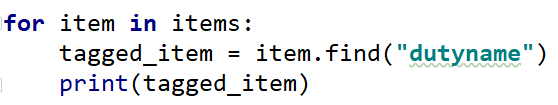 for item in items:
    tagged_item = item.find("dutyname")
    print(tagged_item)